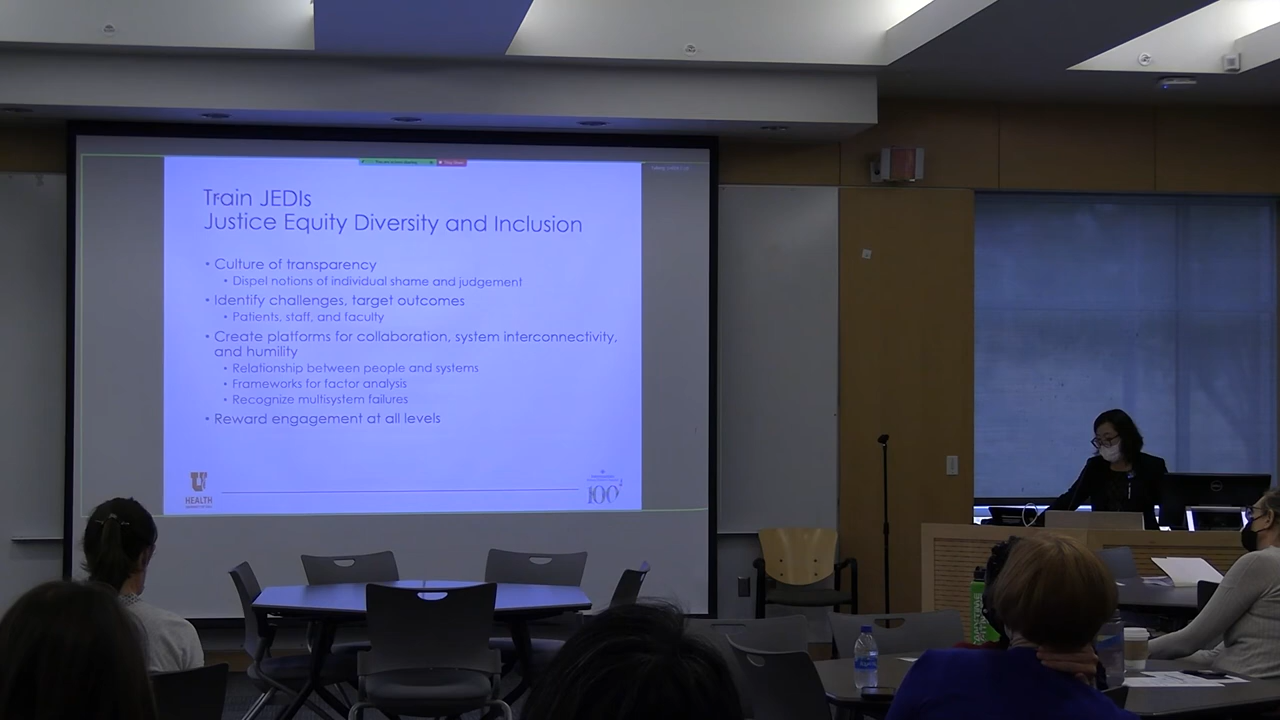 Train JEDIs
Justice Equity Diversity and Inclusion
• Culture of transparency
• Dispel notions of individual shame and judgement
• Identify challenges, target outcomes
• Patients, staff, and faculty
• Create platforms for collaboration, system interconnectivity,
and humility
• Relationship between people and systems
• Frameworks for factor analysis
• Recognize multisystem failures
• Reward engagement at all levels
U
HEALTH
100
DELL